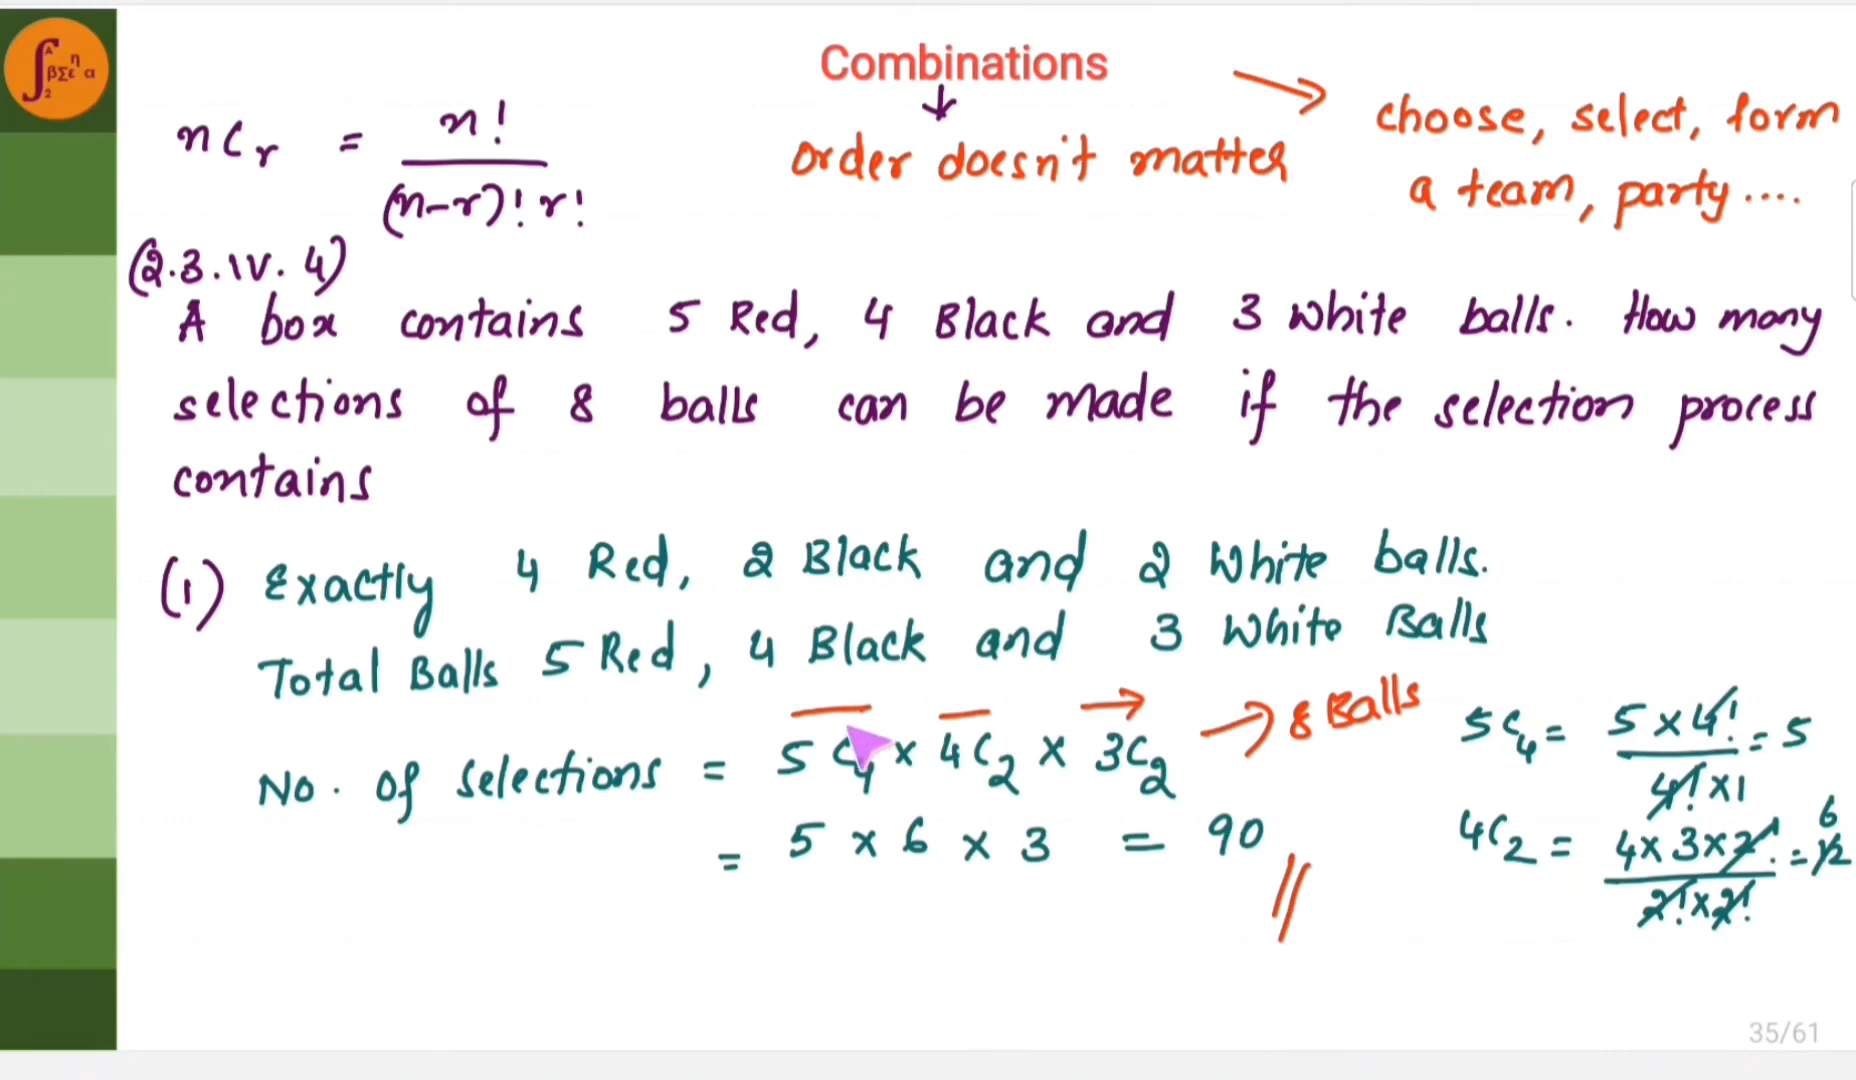 Combinations
nCr = n! / (n-r)! r!
order doesn't matter
choose, select, form
a team, party ....
(Q.3.IV.4)
A box contains 5 Red, 4 Black and 3 white balls. How many
selections of 8 balls can be made if the selection process
contains
(1) Exactly 4 Red, 2 Black and 2 White balls.
Total Balls 5 Red, 4 Black and 3 White Balls
No. of selections = 5C4 x 4C2 x 3C2 → 8 Balls
= 5 x 6 x 3 = 90 //
5C4 = 5 x 4! / 4! x 1 = 5
4C2 = 4 x 3 x 2! / 2! x 2! = 12 6
35/61